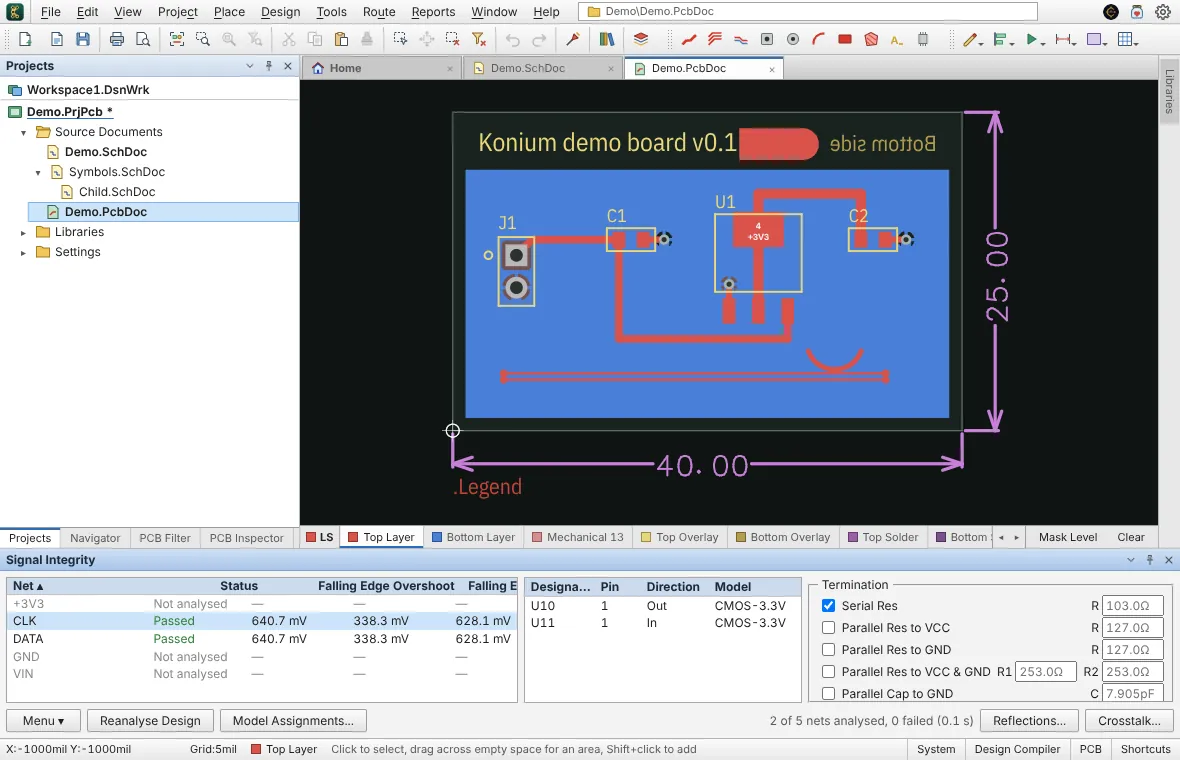 File Edit View Project Place Design Tools Route Reports Window Help Demo\Demo.PcbDoc
Projects
Home Demo.SchDoc Demo.PcbDoc
Libraries
Workspace1.DsnWrk
Demo.PrjPcb *
Source Documents
Demo.SchDoc
Symbols.SchDoc
Child.SchDoc
Demo.PcbDoc
Libraries
Settings
Konium demo board v0.1 Bottom side
J1 C1 U1 C2
4
+3V3
25.00
40.00
.Legend
Projects Navigator PCB Filter PCB Inspector
LS Top Layer Bottom Layer Mechanical 13 Top Overlay Bottom Overlay Top Solder Bottom Mask Level Clear
Signal Integrity
Net Status Falling Edge Overshoot Falling E
+3V3 Not analysed — — —
CLK Passed 640.7 mV 338.3 mV 628.1 mV
DATA Passed 640.7 mV 338.3 mV 628.1 mV
GND Not analysed — — —
VIN Not analysed — — —
Designa... Pin Direction Model
U10 1 Out CMOS-3.3V
U11 1 In CMOS-3.3V
Termination
Serial Res R 103.0Ω
Parallel Res to VCC R 127.0Ω
Parallel Res to GND R 127.0Ω
Parallel Res to VCC & GND R1 253.0Ω R2 253.0Ω
Parallel Cap to GND C 7.905pF
Menu Reanalyse Design Model Assignments... 2 of 5 nets analysed, 0 failed (0.1 s) Reflections... Crosstalk...
X:-1000mil Y:-1000mil Grid:5mil Top Layer Click to select, drag across empty space for an area, Shift+click to add System Design Compiler PCB Shortcuts